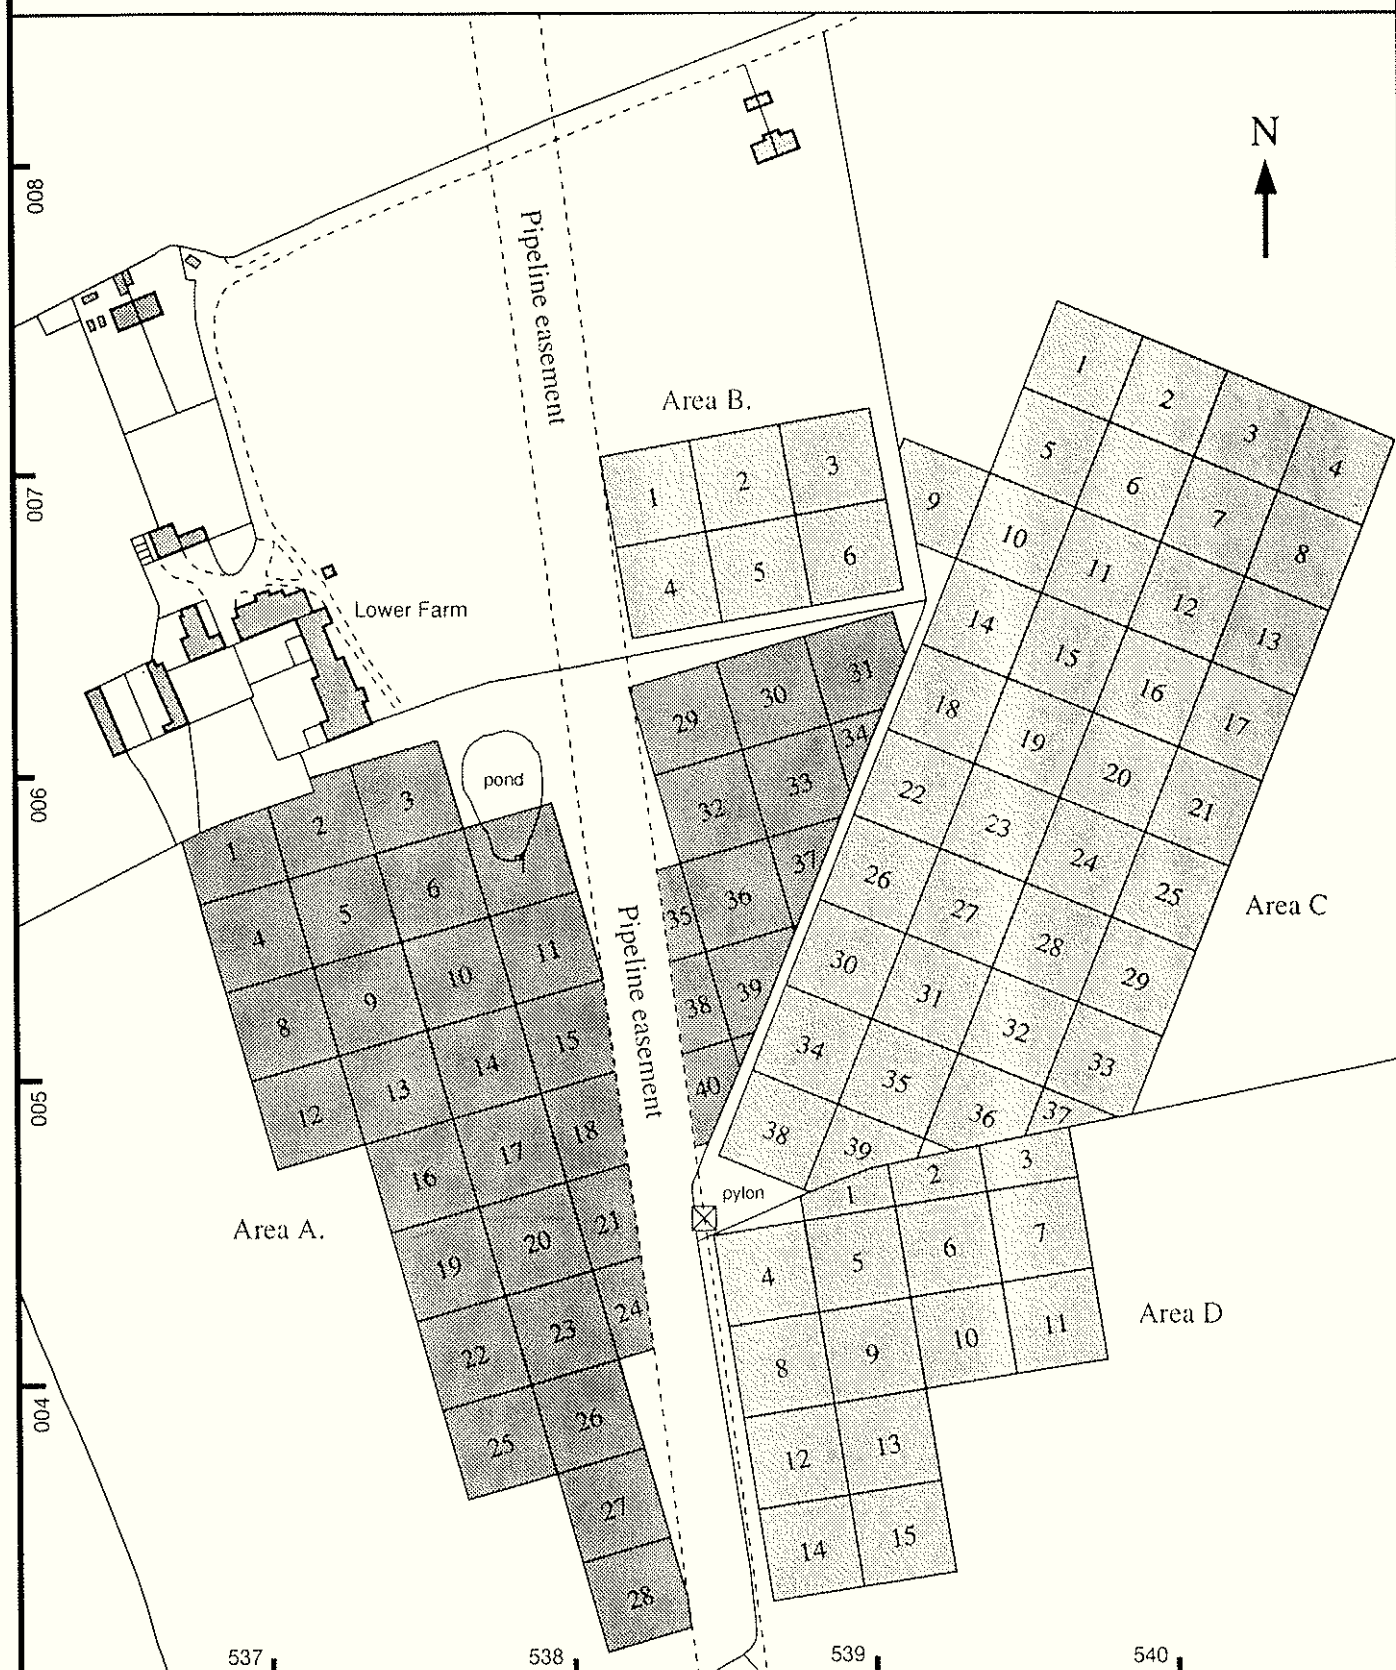 N
008
Pipeline easement
Area B.
1 2 3 4
5 6 7 8
007
1 2 3
4 5 6
9 10 11 12 13
Lower Farm
14 15 16 17
29 30 31
18 19 20 21
32 33 34
22 23 24 25
006
pond
1 2 3
4 5 6 7
35 36 37
26 27 28 29
Area C
Pipeline easement
8 9 10 11
38 39
30 31 32 33
12 13 14 15
40
34 35 36 37
005
16 17 18
38 39
pylon
1 2 3
Area A.
19 20 21
4 5 6 7
Area D
22 23 24
8 9 10 11
004
25 26
12 13
27
14 15
28
537 538 539 540